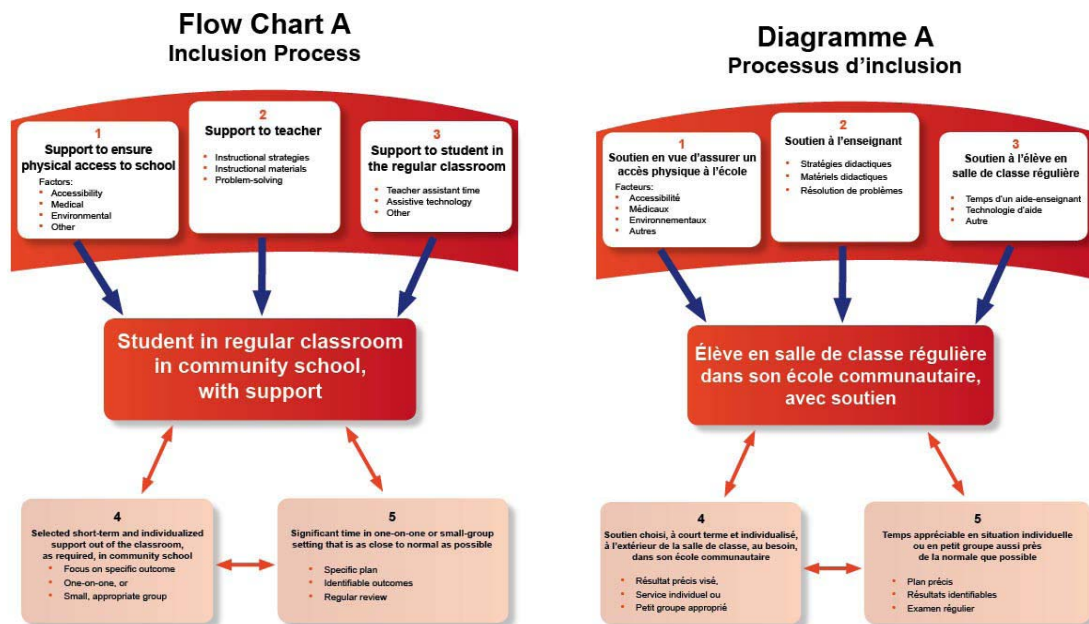 Flow Chart A
Inclusion Process
1
Support to ensure
physical access to school
Factors:
• Accessibility
• Medical
• Environmental
• Other
2
Support to teacher
• Instructional strategies
• Instructional materials
• Problem-solving
3
Support to student in
the regular classroom
• Teacher assistant time
• Assistive technology
• Other
Student in regular classroom
in community school,
with support
4
Selected short-term and individualized
support out of the classroom,
as required, in community school
• Focus on specific outcome
• One-on-one, or
• Small, appropriate group
5
Significant time in one-on-one or small-group
setting that is as close to normal as possible
• Specific plan
• Identifiable outcomes
• Regular review
Diagramme A
Processus d'inclusion
1
Soutien en vue d'assurer un
accès physique à l'école
Facteurs:
• Accessibilité
• Médicaux
• Environnementaux
• Autres
2
Soutien à l'enseignant
• Stratégies didactiques
• Matériels didactiques
• Résolution de problèmes
3
Soutien à l'élève en
salle de classe régulière
• Temps d'un aide-enseignant
• Technologie d'aide
• Autre
Élève en salle de classe régulière
dans son école communautaire,
avec soutien
4
Soutien choisi, à court terme et individualisé,
à l'extérieur de la salle de classe, au besoin,
dans son école communautaire
• Résultat précis visé,
• Service individuel ou
• Petit groupe approprié
5
Temps appréciable en situation individuelle
ou en petit groupe aussi près
de la normale que possible
• Plan précis
• Résultats identifiables
• Examen régulier